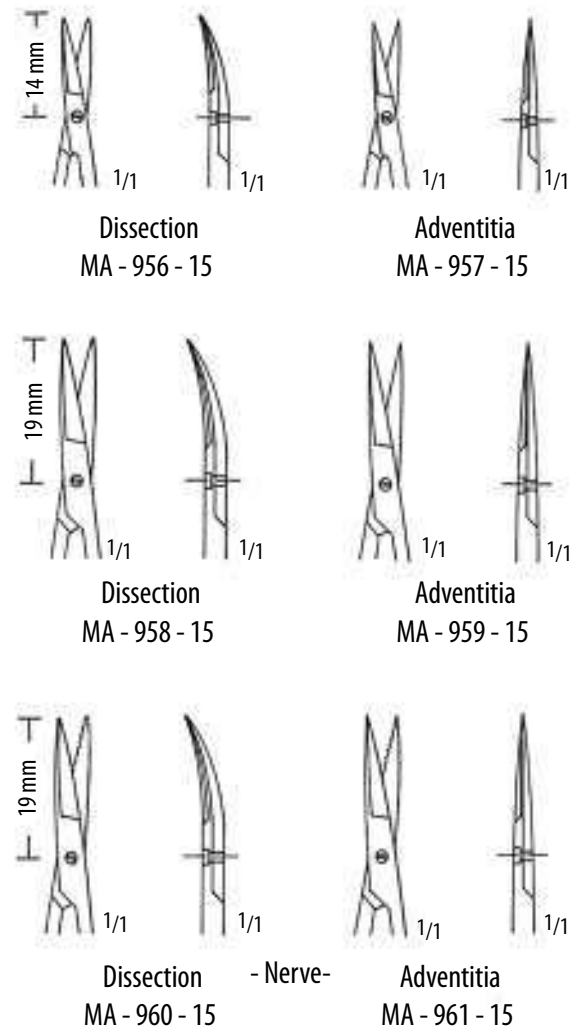 14 mm
1/1
1/1
1/1
1/1
Dissection
MA - 956 - 15
Adventitia
MA - 957 - 15
19 mm
1/1
1/1
1/1
1/1
Dissection
MA - 958 - 15
Adventitia
MA - 959 - 15
19 mm
1/1
1/1
1/1
1/1
Dissection - Nerve- Adventitia
MA - 960 - 15
MA - 961 - 15